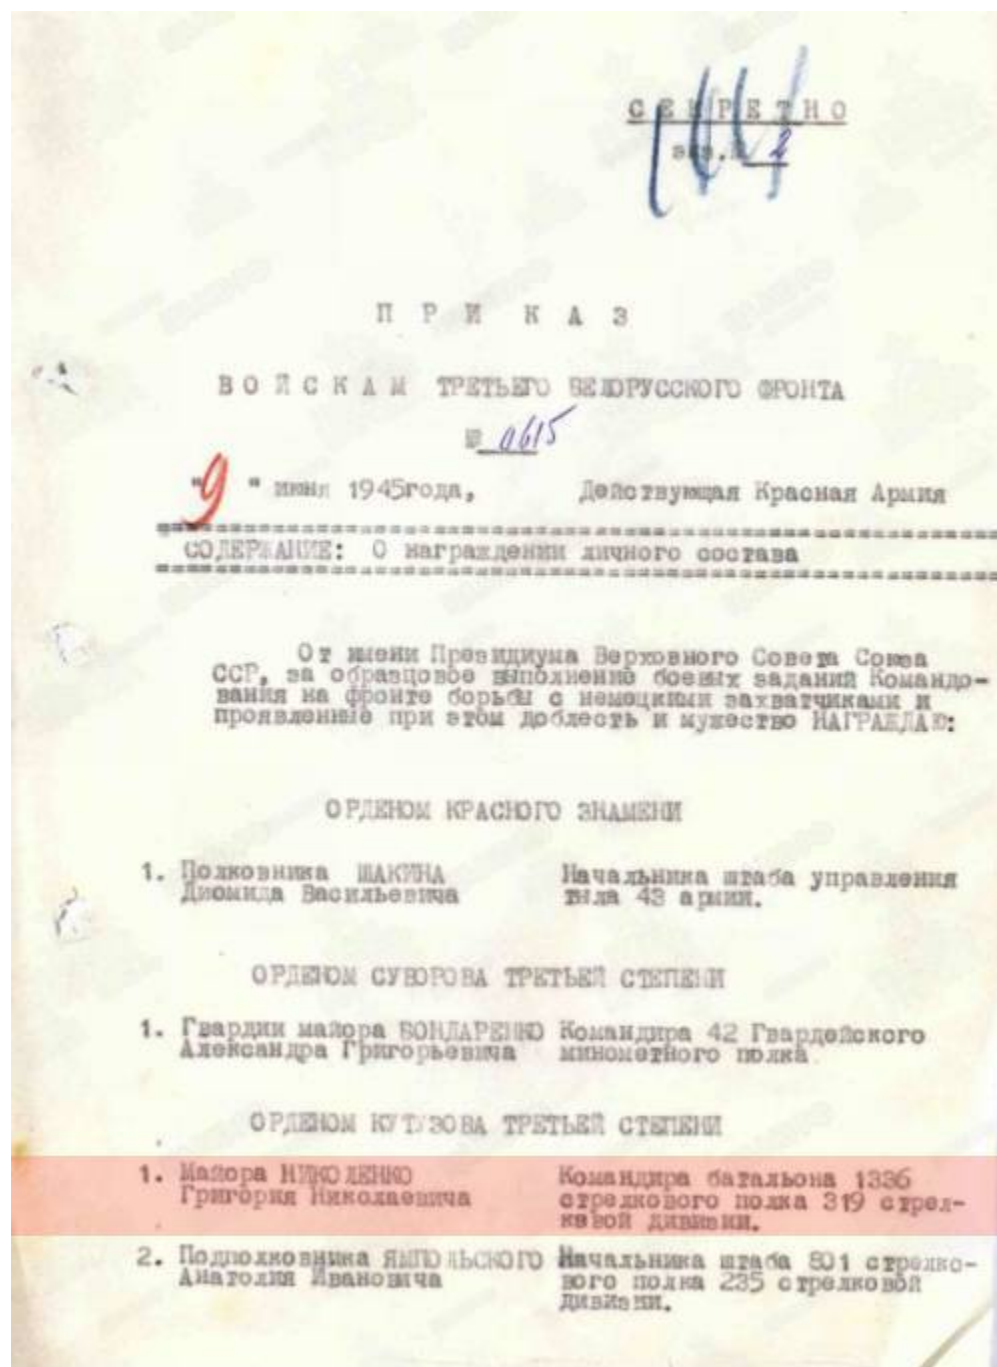 СЕКРЕТНО
экз.№ 2
ПРИКАЗ
ВОЙСКАМ ТРЕТЬЕГО БЕЛОРУССКОГО ФРОНТА
№ 0615
"9" июня 1945года, Действующая Красная Армия
СОДЕРЖАНИЕ: О награждении личного состава
От имени Президиума Верховного Совета Союза
ССР, за образцовое выполнение боевых заданий Командо-
вания на фронте борьбы с немецкими захватчиками и
проявленные при этом доблесть и мужество НАГРАЖДАЮ:
ОРДЕНОМ КРАСНОГО ЗНАМЕНИ
1. Полковника ШАКИНА Начальника штаба управления
Диомида Васильевича тыла 43 армии.
ОРДЕНОМ СУВОРОВА ТРЕТЬЕЙ СТЕПЕНИ
1. Гвардии майора БОНДАРЕНКО Командира 42 Гвардейского
Александра Григорьевича минометного полка
ОРДЕНОМ КУТУЗОВА ТРЕТЬЕЙ СТЕПЕНИ
1. Майора НИКОЛЕНКО Командира батальона 1336
Григория Николаевича стрелкового полка 319 стрел-
ковой дивизии.
2. Подполковника ЯМПОЛЬСКОГО Начальника штаба 801 стрелко-
Анатолия Ивановича вого полка 235 стрелковой
дивизии.